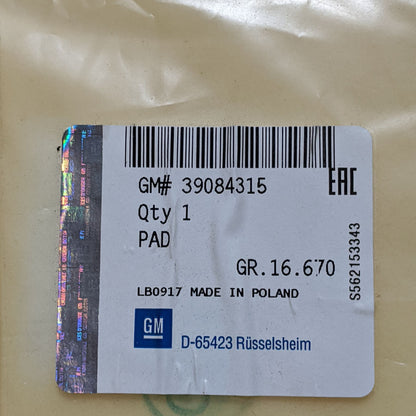 GM# 39084315
EAC
Qty 1
PAD
GR.16.670
LB0917 MADE IN POLAND
S562153343
GM
D-65423 Rüsselsheim